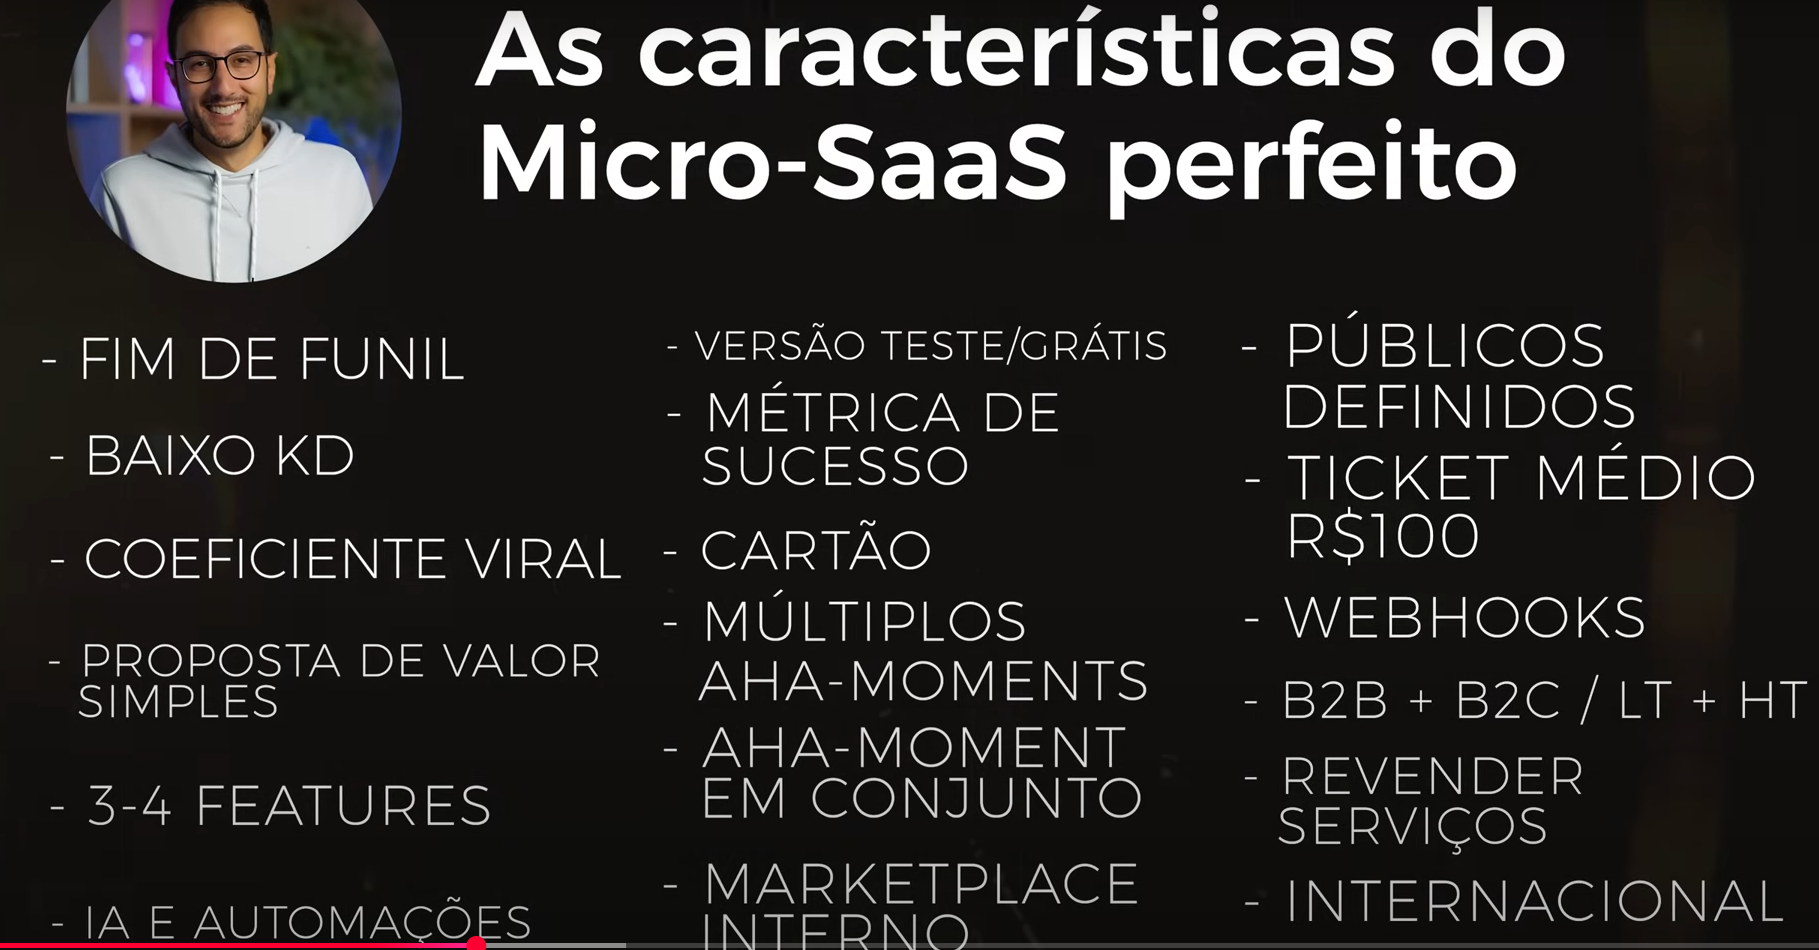 As características do
Micro-SaaS perfeito
- FIM DE FUNIL
- BAIXO KD
- COEFICIENTE VIRAL
- PROPOSTA DE VALOR
SIMPLES
- 3-4 FEATURES
- IA E AUTOMAÇÕES
- VERSÃO TESTE/GRÁTIS
- MÉTRICA DE
SUCESSO
- CARTÃO
- MÚLTIPLOS
AHA-MOMENTS
- AHA-MOMENT
EM CONJUNTO
- MARKETPLACE
INTERNO
- PÚBLICOS
DEFINIDOS
- TICKET MÉDIO
R$100
- WEBHOOKS
- B2B + B2C / LT + HT
- REVENDER
SERVIÇOS
- INTERNACIONAL